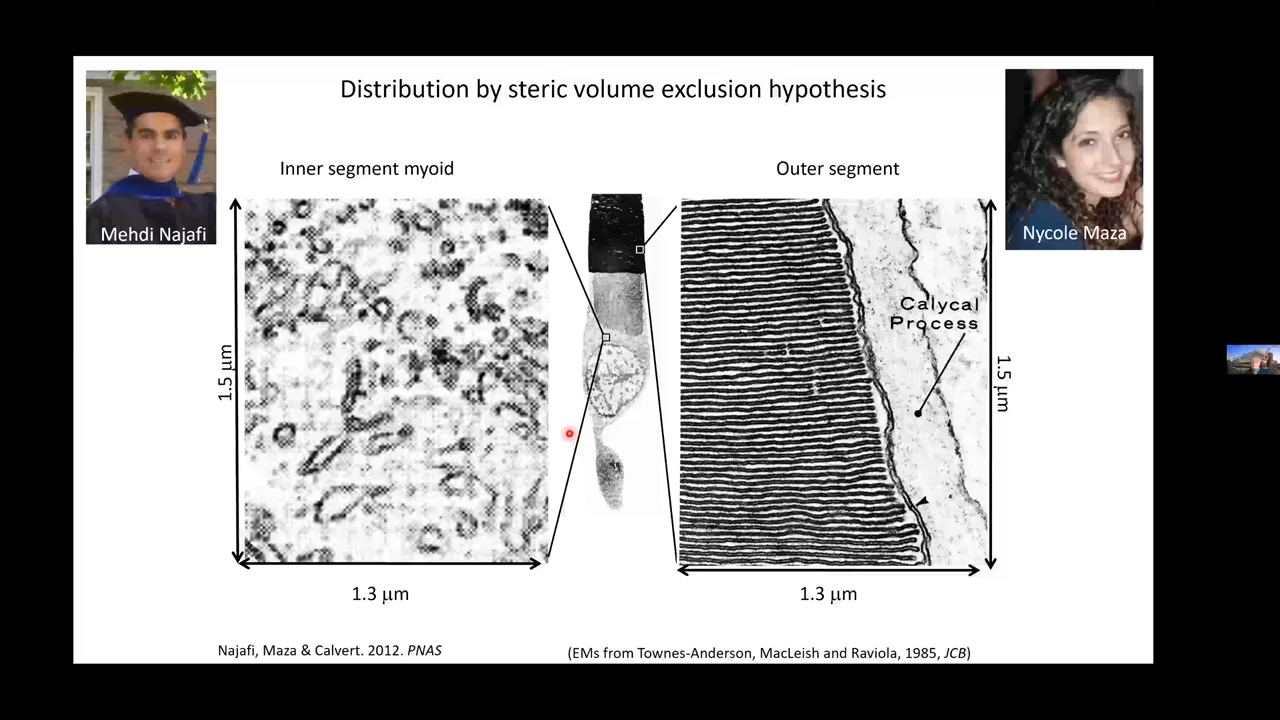 Distribution by steric volume exclusion hypothesis
Mehdi Najafi
Nycole Maza
Inner segment myoid
Outer segment
1.5 μm
1.3 μm
Calycal
Process
1.5 μm
1.3 μm
Najafi, Maza & Calvert. 2012. PNAS
(EMs from Townes-Anderson, MacLeish and Raviola, 1985, JCB)